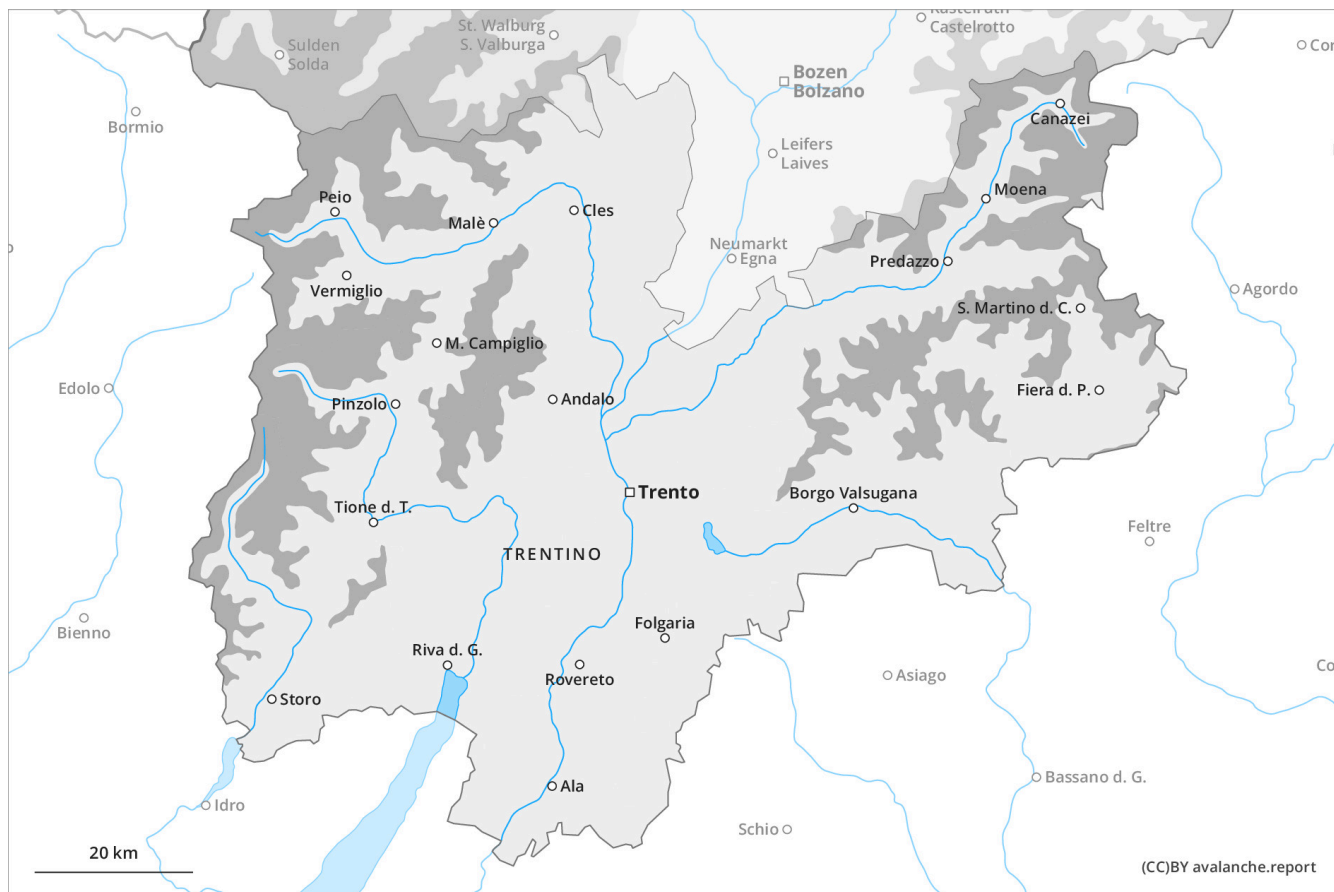 Kastelruth
Castelrotto
St. Walburg
S. Valburga
Sulden
Solda
Bozen
Bolzano
Bormio
Canazei
Leifers
Laives
Moena
Peio
Malè
Cles
Neumarkt
Egna
Predazzo
Vermiglio
Agordo
S. Martino d. C.
M. Campiglio
Edolo
Fiera d. P.
Pinzolo
Andalo
Trento
Borgo Valsugana
Tione d. T.
Feltre
TRENTINO
Bienno
Folgaria
Riva d. G.
Rovereto
Asiago
Storo
Bassano d. G.
Ala
Idro
Schio
20 km
(CC)BY avalanche.report